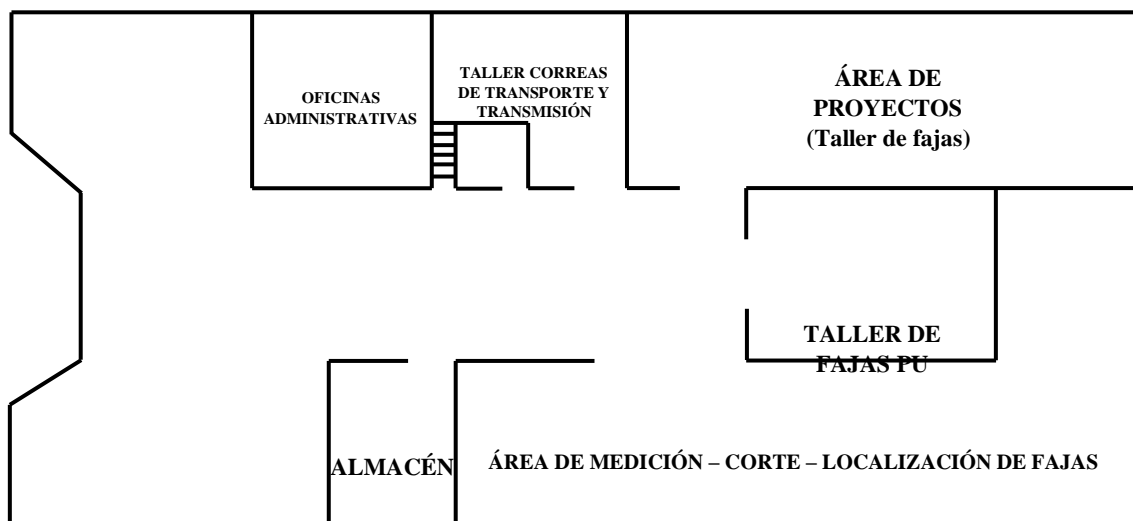 OFICINAS
ADMINISTRATIVAS
TALLER CORREAS
DE TRANSPORTE Y
TRANSMISIÓN
ÁREA DE
PROYECTOS
(Taller de fajas)
TALLER DE
FAJAS PU
ALMACÉN
ÁREA DE MEDICIÓN – CORTE – LOCALIZACIÓN DE FAJAS